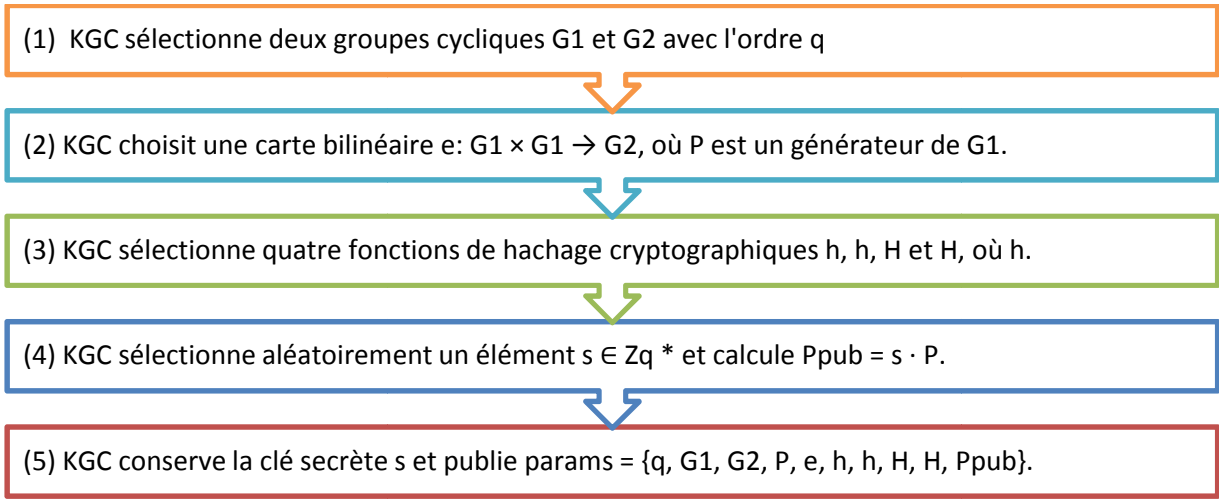 (1) KGC sélectionne deux groupes cycliques G1 et G2 avec l'ordre q
(2) KGC choisit une carte bilinéaire e: G1 × G1 → G2, où P est un générateur de G1.
(3) KGC sélectionne quatre fonctions de hachage cryptographiques h, h, H et H, où h.
(4) KGC sélectionne aléatoirement un élément s ∈ Zq * et calcule Ppub = s · P.
(5) KGC conserve la clé secrète s et publie params = {q, G1, G2, P, e, h, h, H, H, Ppub}.